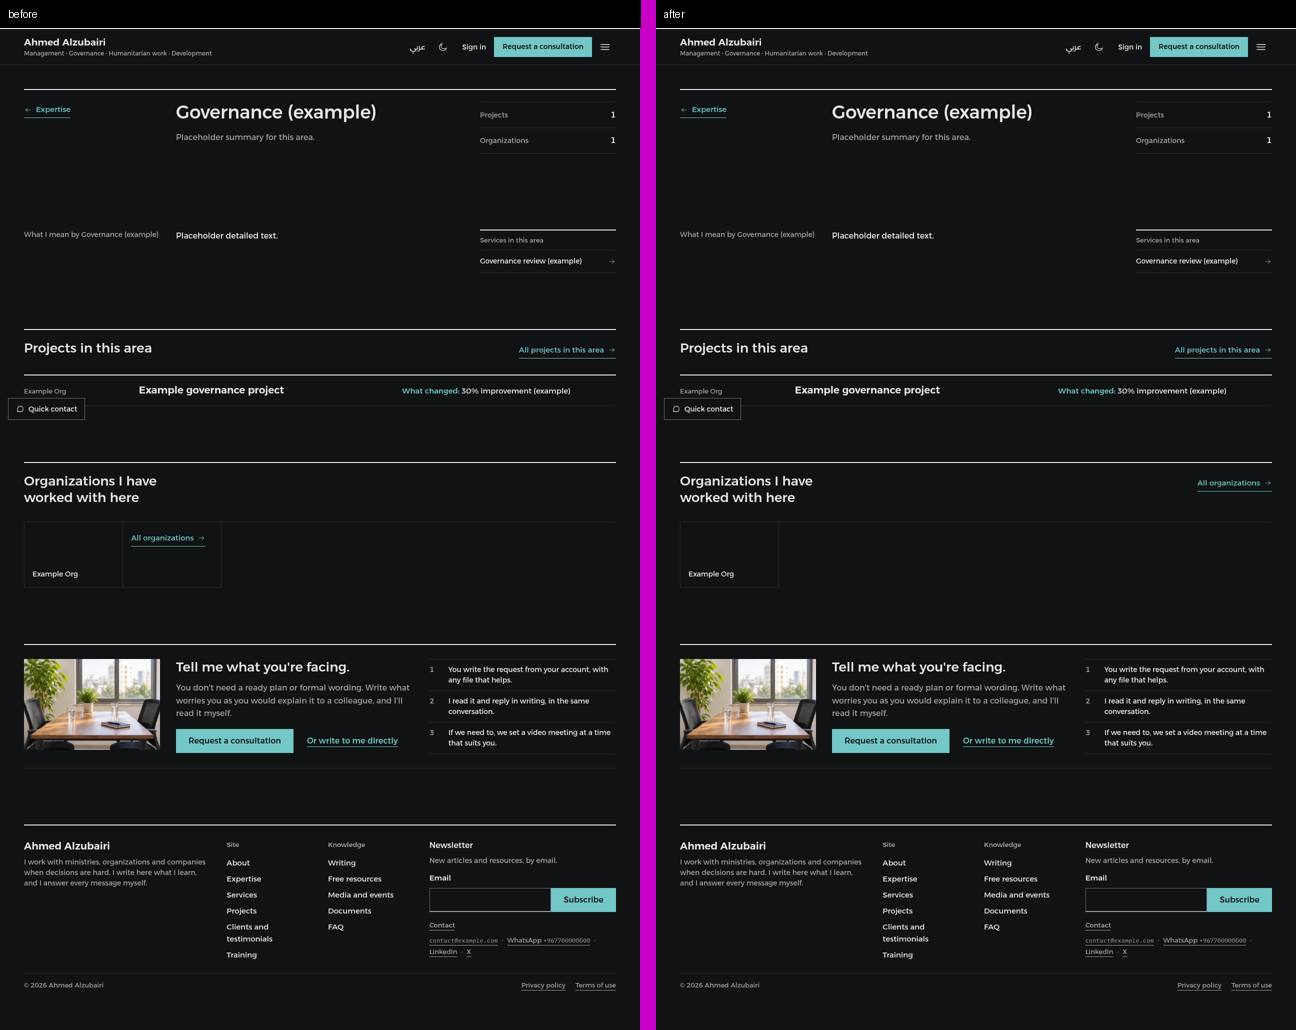 before
Ahmed Alzubairi
Management · Governance · Humanitarian work · Development
عربي
Sign in
Request a consultation
← Expertise
Governance (example)
Placeholder summary for this area.
Projects 1
Organizations 1
What I mean by Governance (example)
Placeholder detailed text.
Services in this area
Governance review (example) →
Projects in this area
All projects in this area →
Example Org
Example governance project
What changed: 30% improvement (example)
Quick contact
Organizations I have
worked with here
All organizations →
Example Org
Tell me what you're facing.
You don't need a ready plan or formal wording. Write what
worries you as you would explain it to a colleague, and I'll
read it myself.
Request a consultation
Or write to me directly
1 You write the request from your account, with
any file that helps.
2 I read it and reply in writing, in the same
conversation.
3 If we need to, we set a video meeting at a time
that suits you.
Ahmed Alzubairi
I work with ministries, organizations and companies
when decisions are hard. I write here what I learn,
and I answer every message myself.
Site
About
Expertise
Services
Projects
Clients and
testimonials
Training
Knowledge
Writing
Free resources
Media and events
Documents
FAQ
Newsletter
New articles and resources, by email.
Email
Subscribe
Contact
contact@example.com · WhatsApp +967700000000 ·
LinkedIn · X
© 2026 Ahmed Alzubairi
Privacy policy
Terms of use
after
Ahmed Alzubairi
Management · Governance · Humanitarian work · Development
عربي
Sign in
Request a consultation
← Expertise
Governance (example)
Placeholder summary for this area.
Projects 1
Organizations 1
What I mean by Governance (example)
Placeholder detailed text.
Services in this area
Governance review (example) →
Projects in this area
All projects in this area →
Example Org
Example governance project
What changed: 30% improvement (example)
Quick contact
Organizations I have
worked with here
All organizations →
Example Org
Tell me what you're facing.
You don't need a ready plan or formal wording. Write what
worries you as you would explain it to a colleague, and I'll
read it myself.
Request a consultation
Or write to me directly
1 You write the request from your account, with
any file that helps.
2 I read it and reply in writing, in the same
conversation.
3 If we need to, we set a video meeting at a time
that suits you.
Ahmed Alzubairi
I work with ministries, organizations and companies
when decisions are hard. I write here what I learn,
and I answer every message myself.
Site
About
Expertise
Services
Projects
Clients and
testimonials
Training
Knowledge
Writing
Free resources
Media and events
Documents
FAQ
Newsletter
New articles and resources, by email.
Email
Subscribe
Contact
contact@example.com · WhatsApp +967700000000 ·
LinkedIn · X
© 2026 Ahmed Alzubairi
Privacy policy
Terms of use